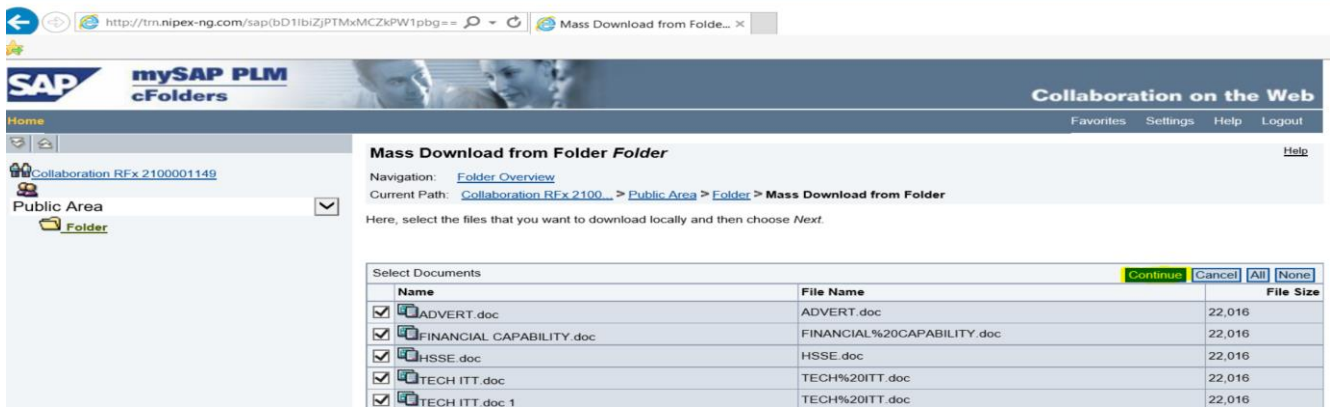 http://trn.nipex-ng.com/sap(bD1lbiZjPTMxMCZkPW1pbg==
Mass Download from Folde... ×
SAP
mySAP PLM
cFolders
Collaboration on the Web
Home
Favorites Settings Help Logout
Collaboration RFx 2100001149
Public Area
Folder
Mass Download from Folder Folder
Help
Navigation: Folder Overview
Current Path: Collaboration RFx 2100... > Public Area > Folder > Mass Download from Folder
Here, select the files that you want to download locally and then choose Next.
Select Documents Continue Cancel All None
Name File Name File Size
ADVERT.doc ADVERT.doc 22,016
FINANCIAL CAPABILITY.doc FINANCIAL%20CAPABILITY.doc 22,016
HSSE.doc HSSE.doc 22,016
TECH ITT.doc TECH%20ITT.doc 22,016
TECH ITT.doc 1 TECH%20ITT.doc 22,016